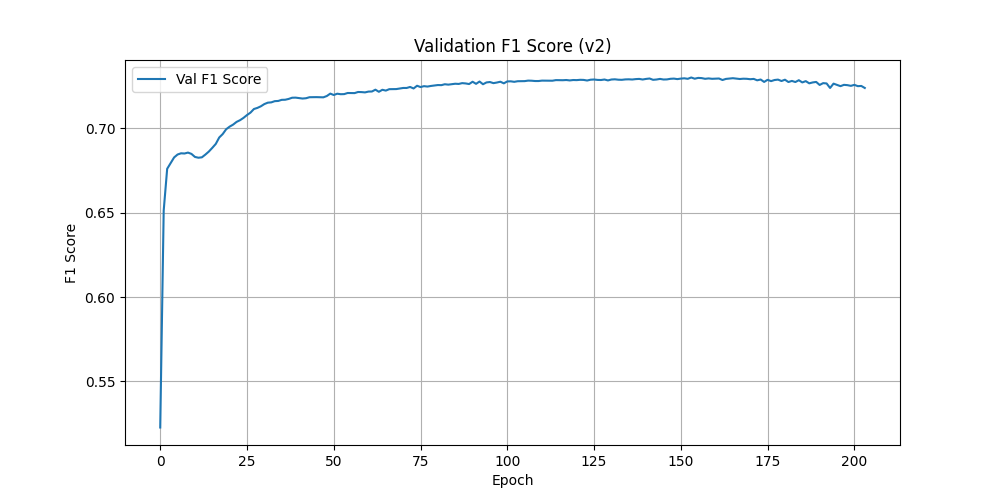 Validation F1 Score (v2)
Val F1 Score
0.70
0.65
0.60
0.55
F1 Score
0 25 50 75 100 125 150 175 200
Epoch